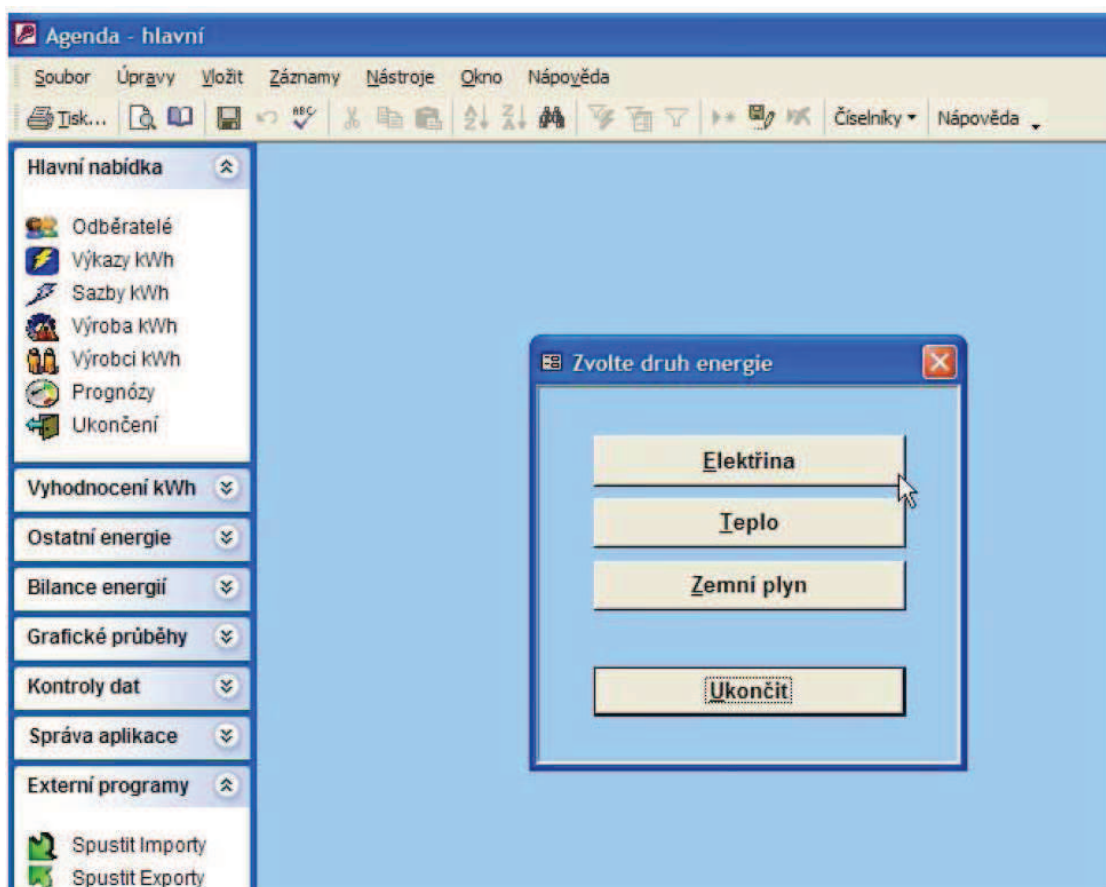 Agenda - hlavní
Soubor Úpravy Vložit Záznamy Nástroje Okno Nápověda
Tisk... ABC A Z Z A Číselníky Nápověda
Hlavní nabídka
Odběratelé
Výkazy kWh
Sazby kWh
Výroba kWh
Výrobci kWh
Prognózy
Ukončení
Vyhodnocení kWh
Ostatní energie
Bilance energií
Grafické průběhy
Kontroly dat
Správa aplikace
Externí programy
Spustit Importy
Spustit Exporty
Zvolte druh energie
Elektřina
Teplo
Zemní plyn
Ukončit